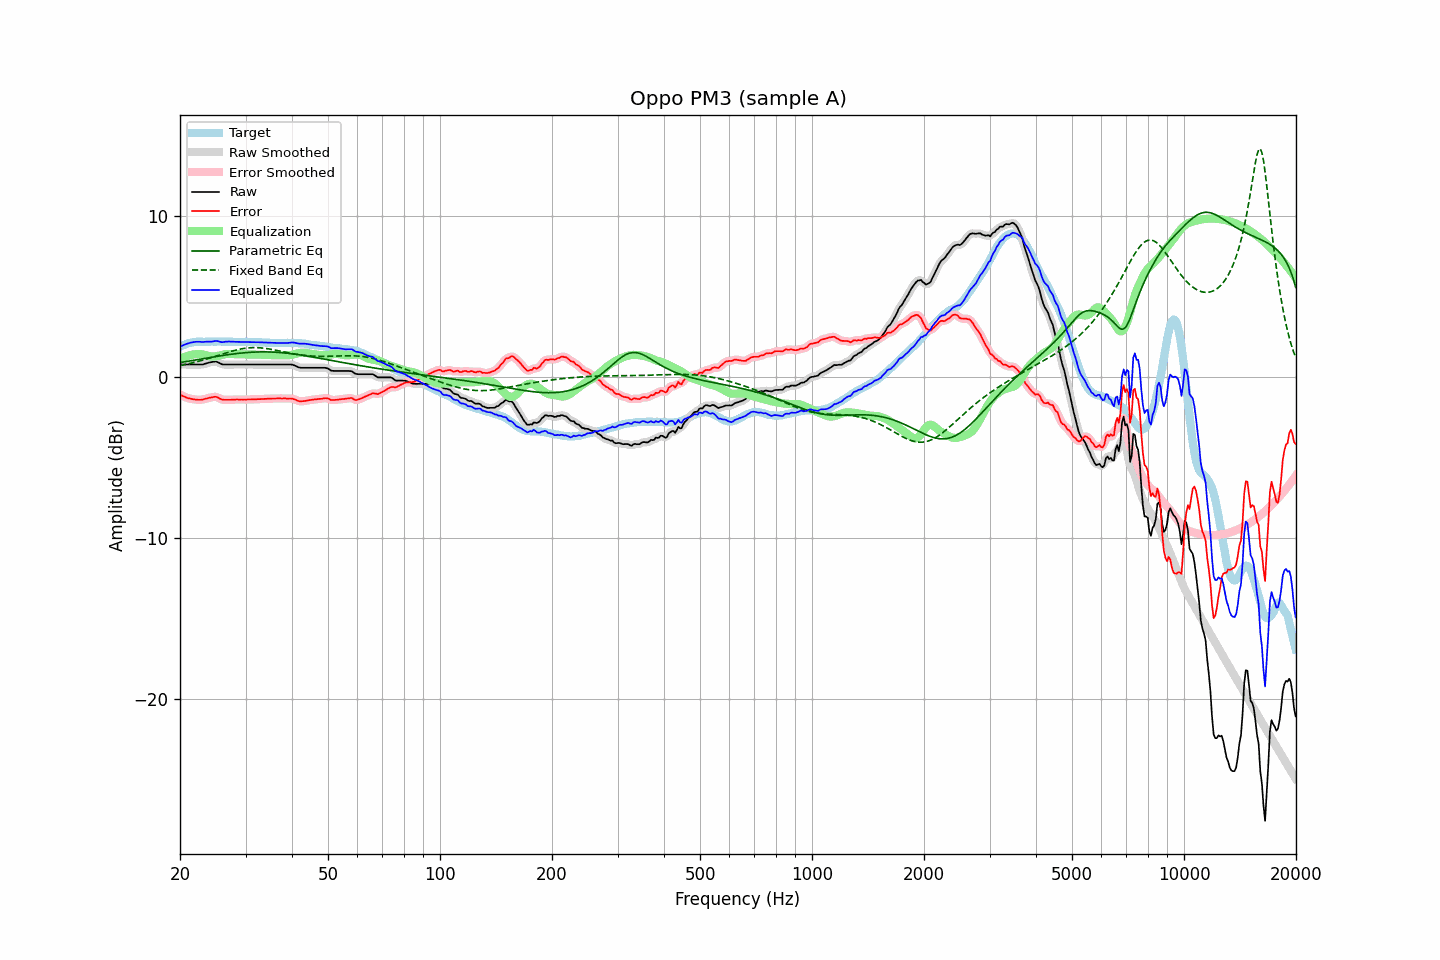 Oppo PM3 (sample A)
Target
Raw Smoothed
Error Smoothed
Raw
Error
Equalization
Parametric Eq
Fixed Band Eq
Equalized
10
0
−10
−20
Amplitude (dBr)
20 50 100 200 500 1000 2000 5000 10000 20000
Frequency (Hz)